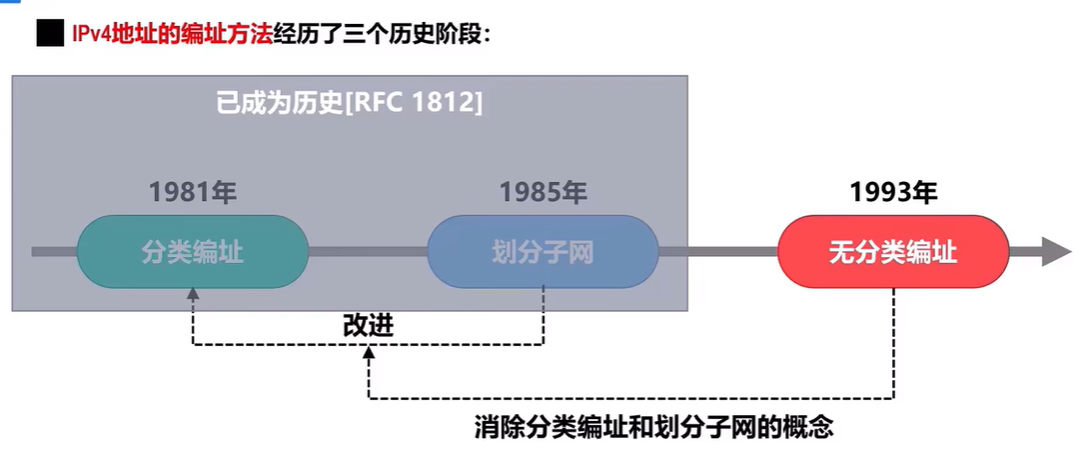 IPv4地址的编址方法经历了三个历史阶段：
已成为历史[RFC 1812]
1981年
1985年
1993年
分类编址
划分子网
无分类编址
改进
消除分类编址和划分子网的概念